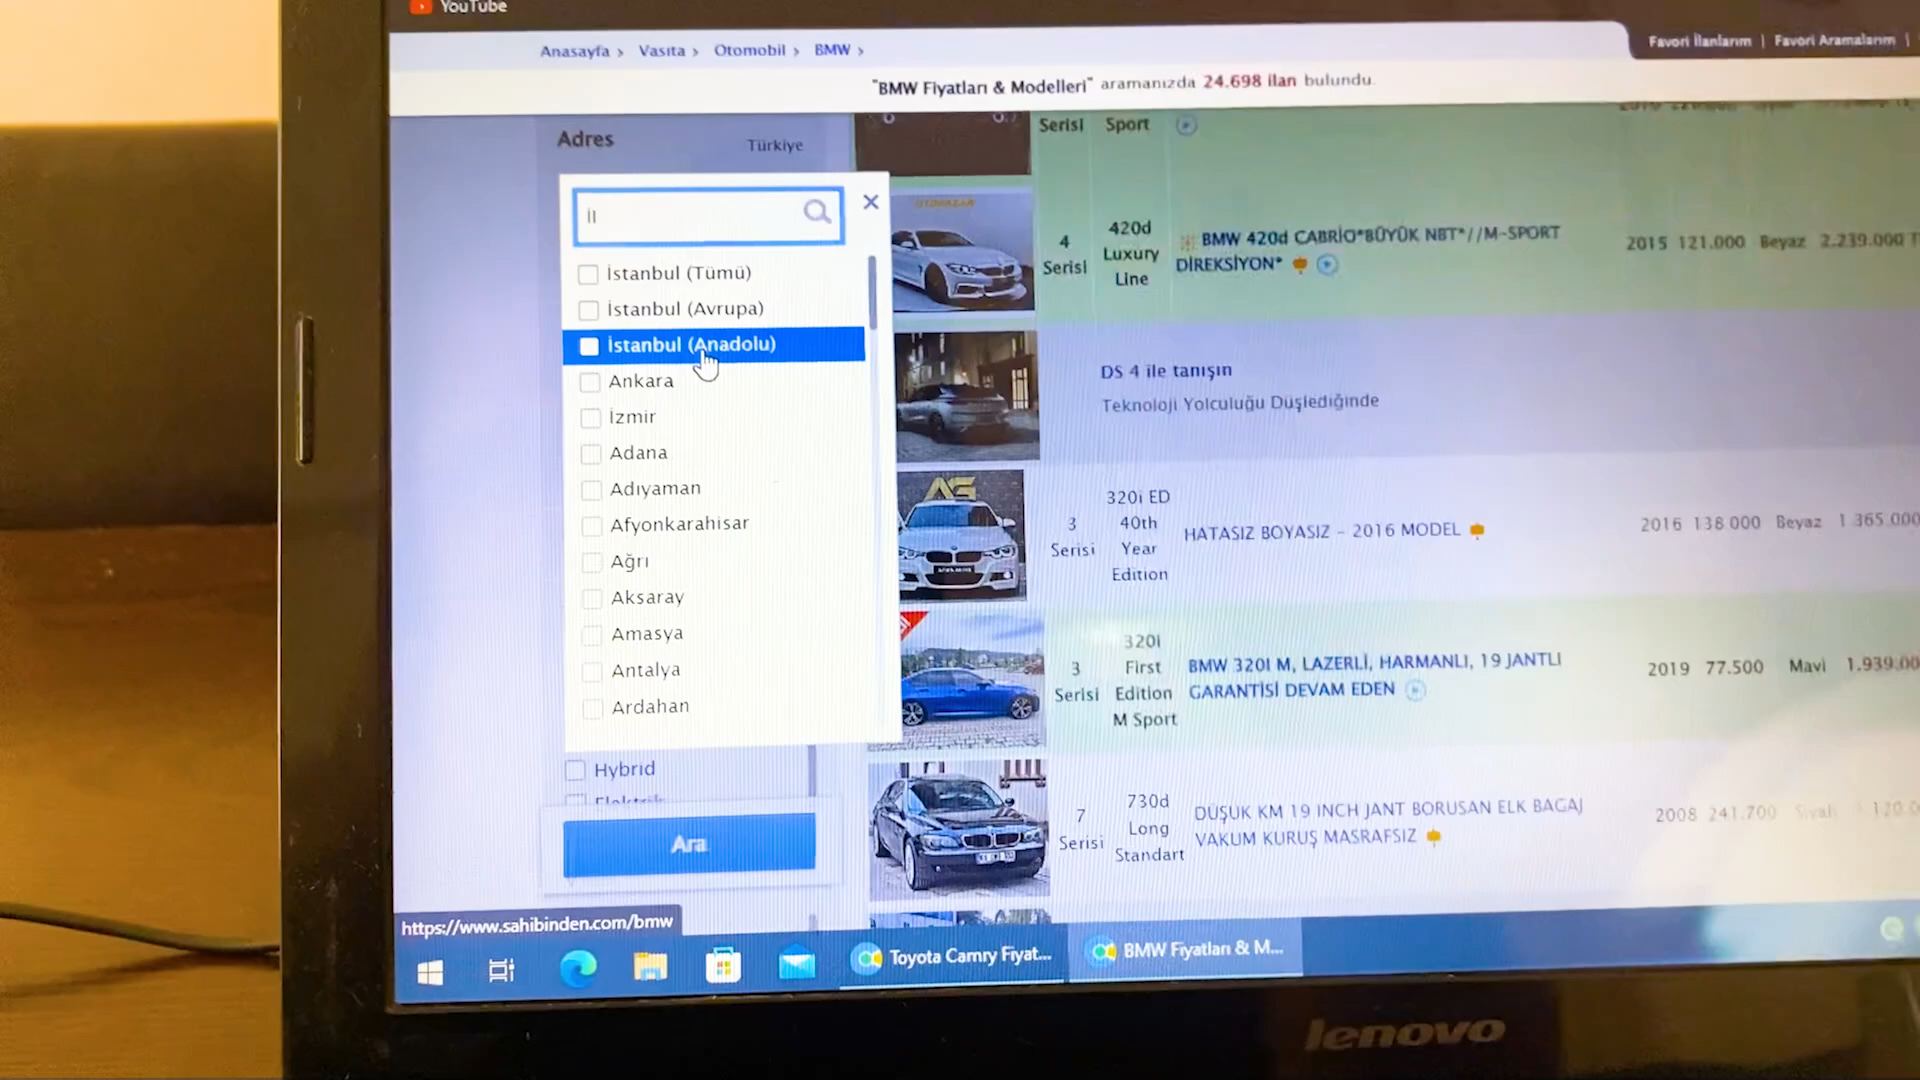 YouTube
Anasayfa > Vasıta > Otomobil > BMW >
Favori İlanlarım | Favori Aramalarım |
"BMW Fiyatları & Modelleri" aramanızda 24.698 ilan bulundu.
Adres
Türkiye
İl
İstanbul (Tümü)
İstanbul (Avrupa)
İstanbul (Anadolu)
Ankara
İzmir
Adana
Adıyaman
Afyonkarahisar
Ağrı
Aksaray
Amasya
Antalya
Ardahan
Hybrid
Elektrik
Ara
Serisi Sport
4 Serisi
420d Luxury Line
BMW 420d CABRİO*BÜYÜK NBT*//M-SPORT
DİREKSİYON*
2015 121.000 Beyaz 2.239.000 T
DS 4 ile tanışın
Teknoloji Yolculuğu Düşlediğinde
AG
3 Serisi
320i ED 40th Year Edition
HATASIZ BOYASIZ - 2016 MODEL
2016 138.000 Beyaz 1.365.000
3 Serisi
320i First Edition M Sport
BMW 320I M, LAZERLİ, HARMANLI, 19 JANTLI
GARANTİSİ DEVAM EDEN
2019 77.500 Mavi 1.939.00
7 Serisi
730d Long Standart
DÜŞÜK KM 19 INCH JANT BORUSAN ELK BAGAJ
VAKUM KURUŞ MASRAFSIZ
2008 241.700 Siyah 120.0
https://www.sahibinden.com/bmw
Toyota Camry Fiyat...
BMW Fiyatları & M...
lenovo